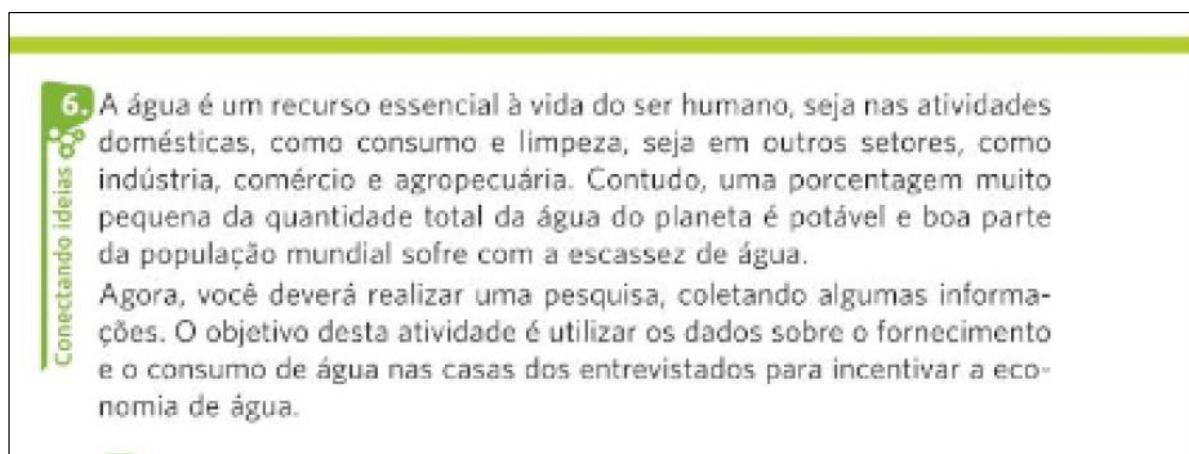 6. A água é um recurso essencial à vida do ser humano, seja nas atividades
domésticas, como consumo e limpeza, seja em outros setores, como
indústria, comércio e agropecuária. Contudo, uma porcentagem muito
pequena da quantidade total da água do planeta é potável e boa parte
da população mundial sofre com a escassez de água.
Agora, você deverá realizar uma pesquisa, coletando algumas informa-
ções. O objetivo desta atividade é utilizar os dados sobre o fornecimento
e o consumo de água nas casas dos entrevistados para incentivar a eco-
nomia de água.
Conectando ideias